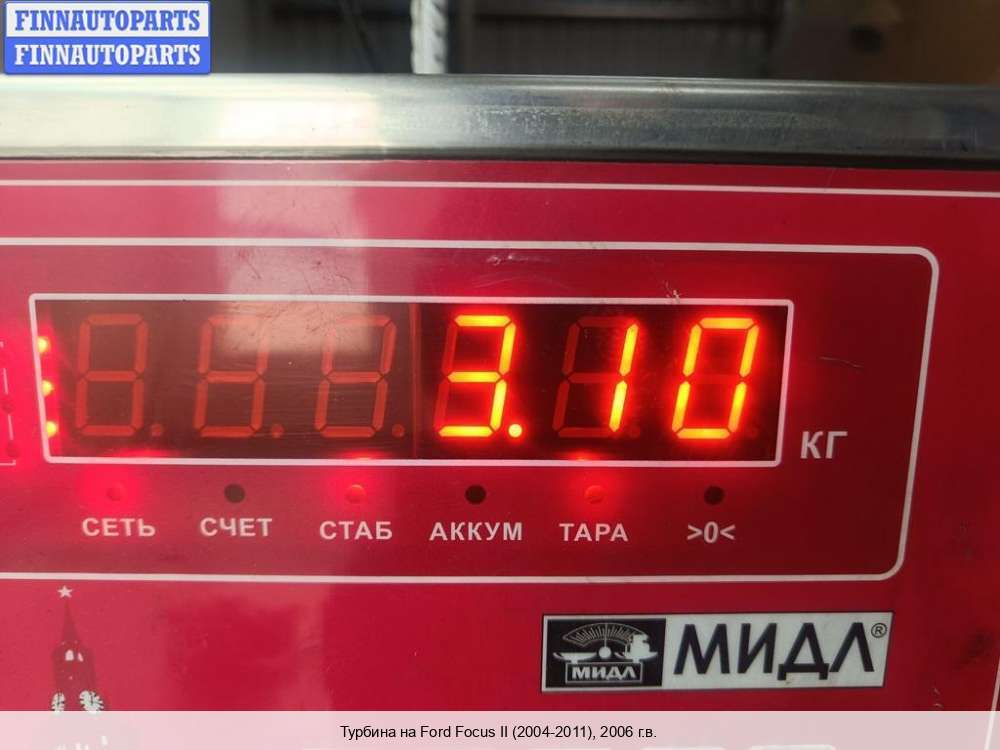 FINNAUTOPARTS
FINNAUTOPARTS
3.10
КГ
СЕТЬ СЧЕТ СТАБ АККУМ ТАРА >0<
МИДЛ МИДЛ®
Турбина на Ford Focus II (2004-2011), 2006 г.в.